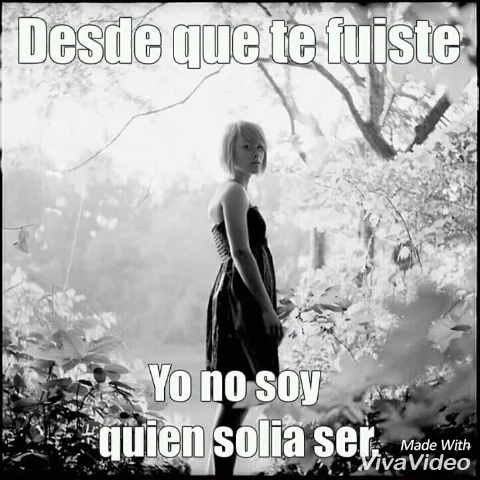 Desde que te fuiste
Yo no soy
quien solia ser.
Made With
VivaVideo